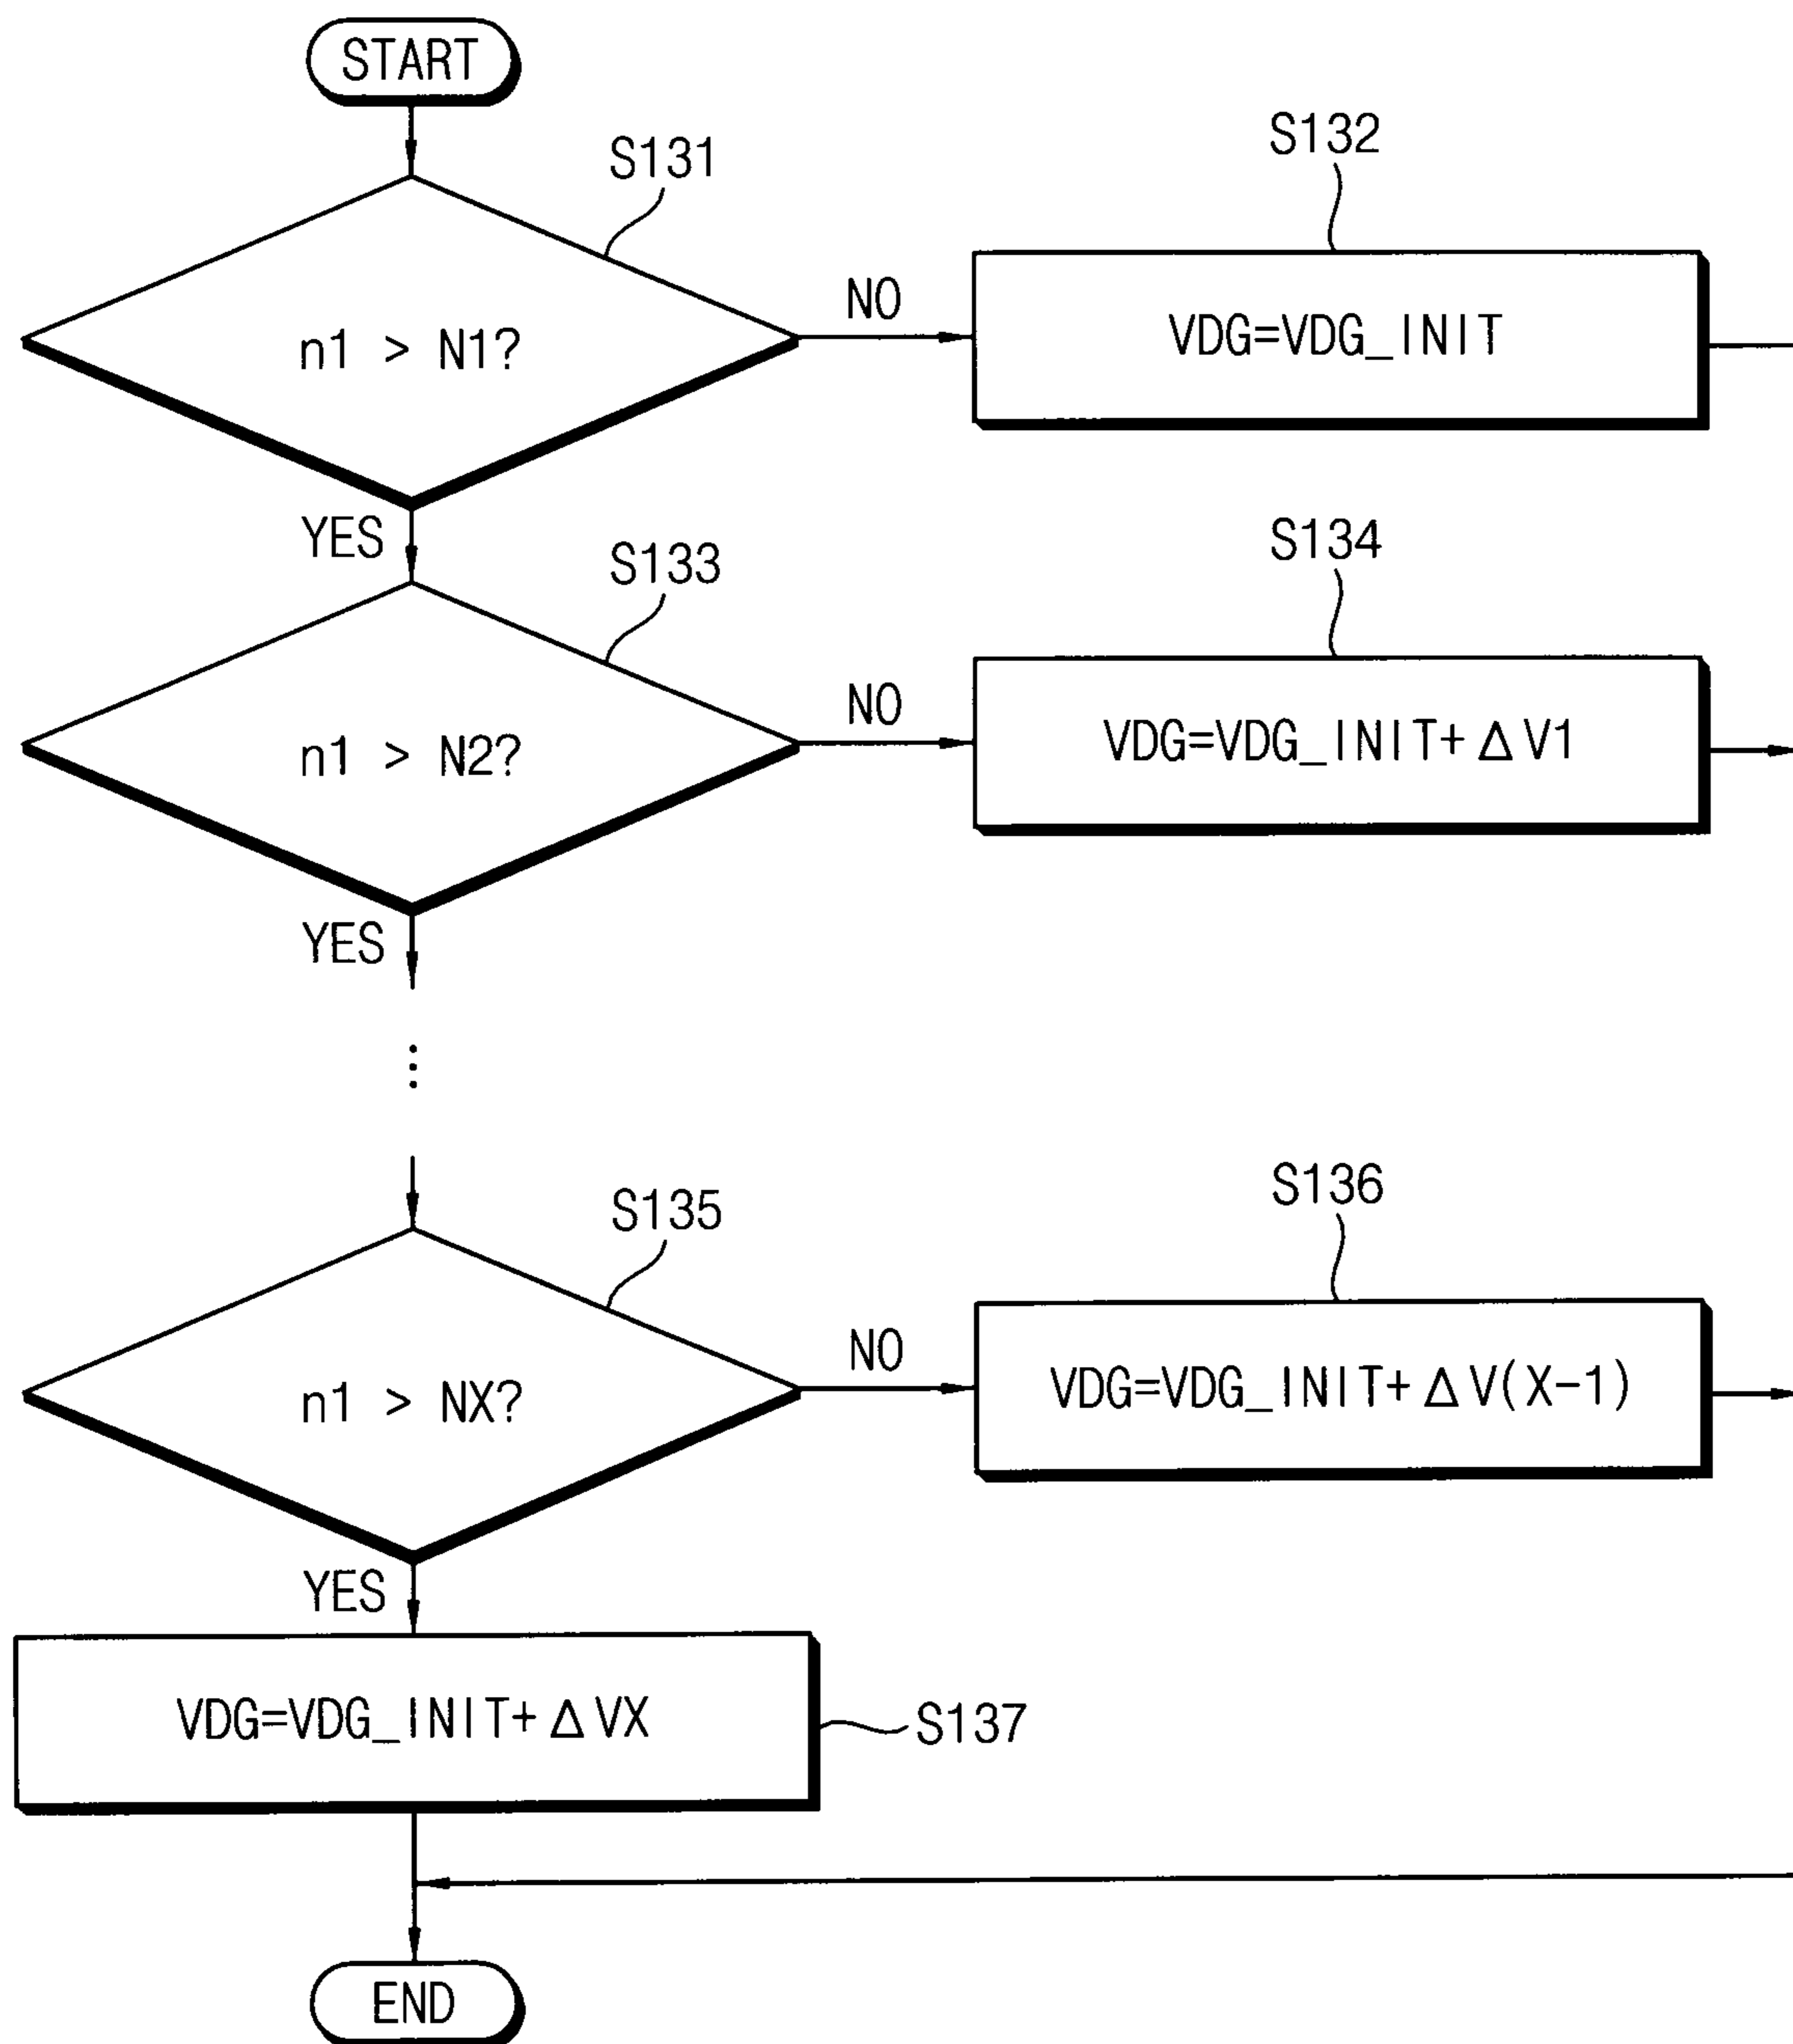 START
S131
S132
n1 > N1?
NO
VDG=VDG_INIT
YES
S133
S134
n1 > N2?
NO
VDG=VDG_INIT+ΔV1
YES
⋮
S135
S136
n1 > NX?
NO
VDG=VDG_INIT+ΔV(X-1)
YES
VDG=VDG_INIT+ΔVX
S137
END